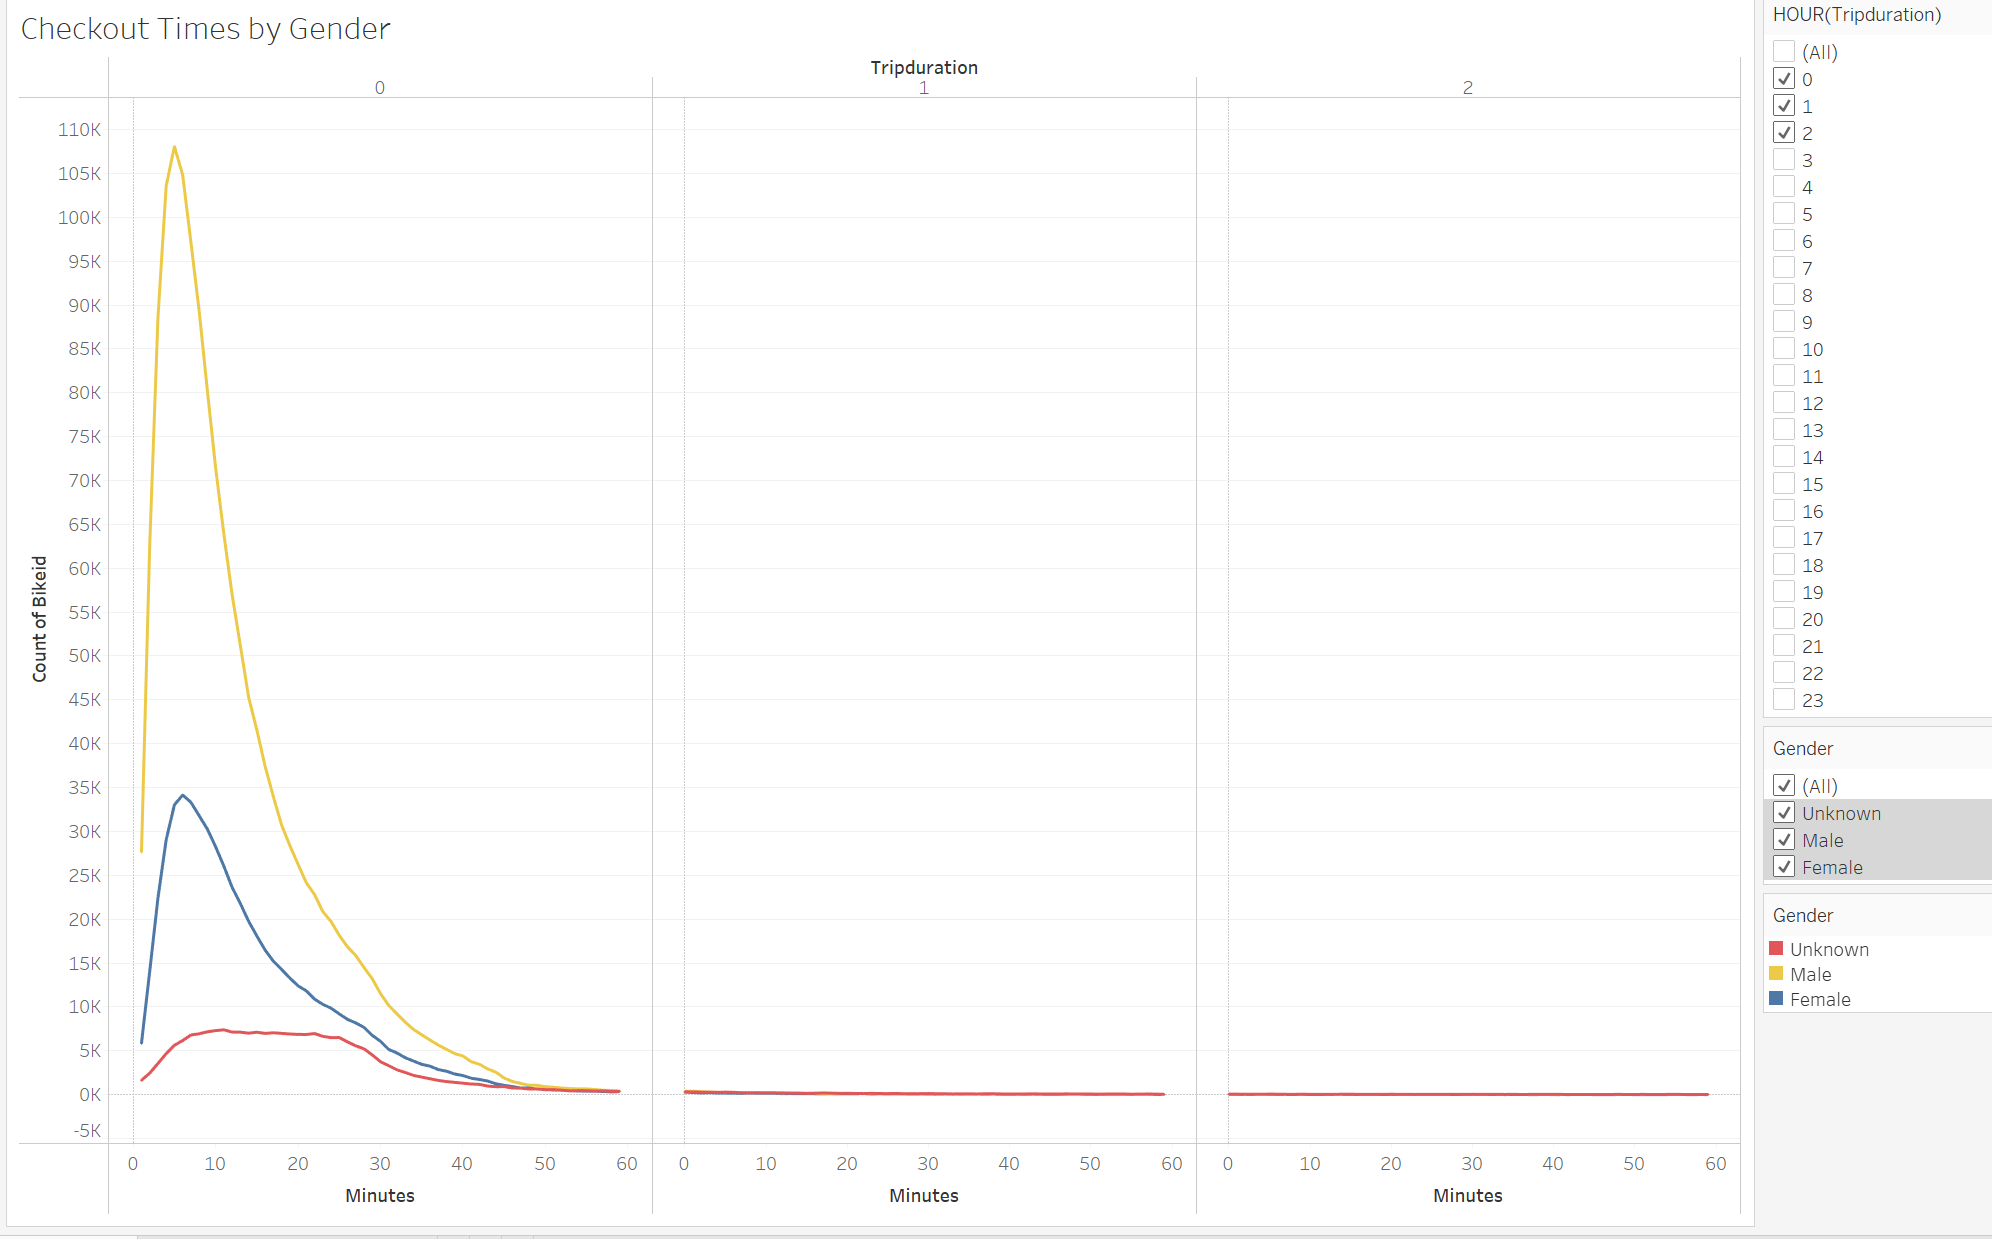 Checkout Times by Gender
Tripduration
0 1 2
110K
105K
100K
95K
90K
85K
80K
75K
70K
65K
60K
55K
50K
45K
40K
35K
30K
25K
20K
15K
10K
5K
0K
-5K
Count of Bikeid
0 10 20 30 40 50 60 0 10 20 30 40 50 60 0 10 20 30 40 50 60
Minutes Minutes Minutes
HOUR(Tripduration)
(All)
0
1
2
3
4
5
6
7
8
9
10
11
12
13
14
15
16
17
18
19
20
21
22
23
Gender
(All)
Unknown
Male
Female
Gender
Unknown
Male
Female